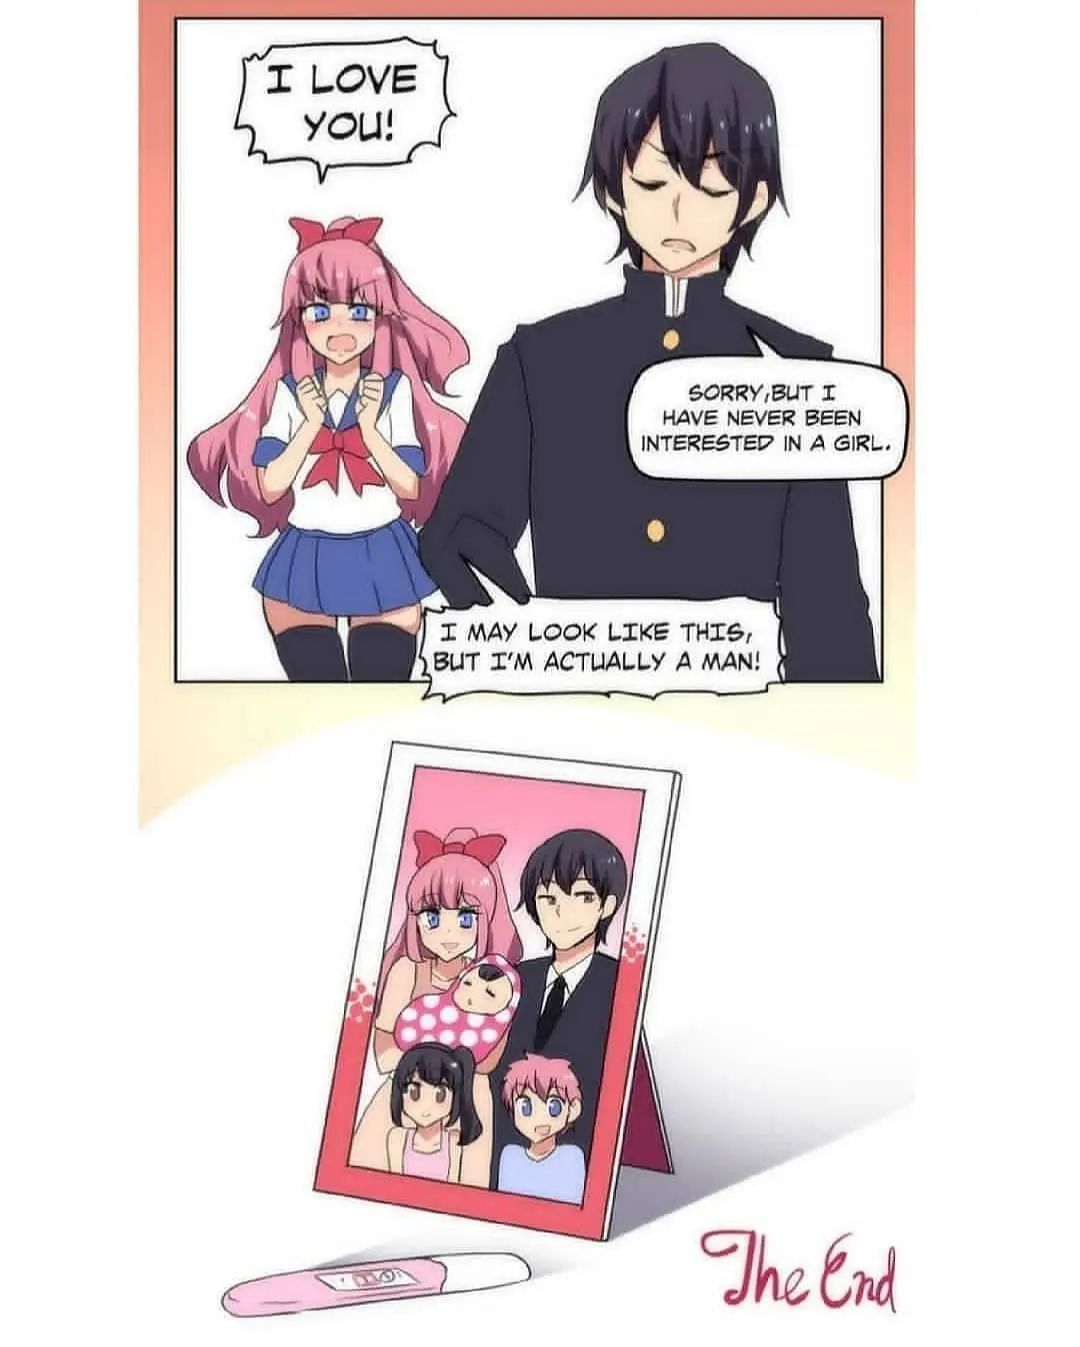 I LOVE
YOU!
SORRY,BUT I
HAVE NEVER BEEN
INTERESTED IN A GIRL.
I MAY LOOK LIKE THIS,
BUT I'M ACTUALLY A MAN!
The End